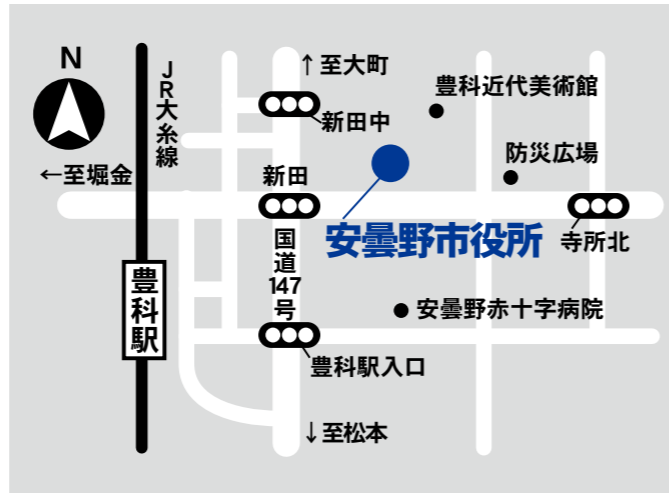 N
JR大糸線
↑至大町
新田中
豊科近代美術館
防災広場
←至堀金
新田
安曇野市役所
寺所北
国道147号
豊科駅
安曇野赤十字病院
豊科駅入口
↓至松本